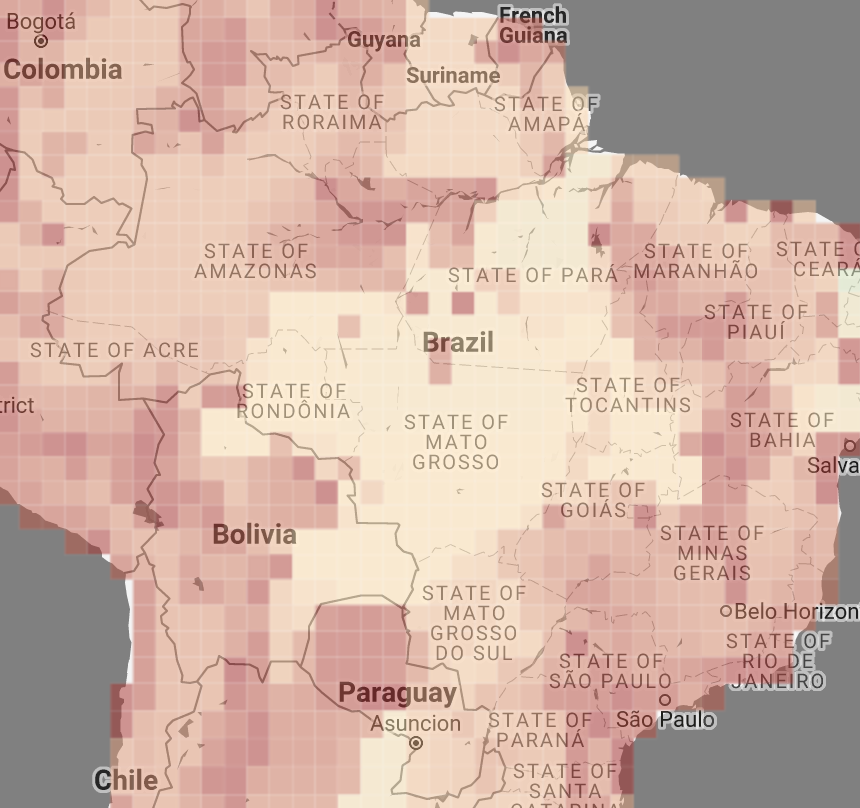 French
Guiana
Bogotá
Guyana
Colombia
Suriname
STATE OF
RORAIMA
STATE OF
AMAPÁ
STATE OF
AMAZONAS
STATE OF PARÁ
STATE OF
MARANHÃO
STATE O
CEARÁ
STATE OF
PIAUÍ
Brazil
STATE OF ACRE
STATE OF
RONDÔNIA
STATE OF
TOCANTINS
trict
STATE OF
MATO
GROSSO
STATE OF
BAHIA
Salva
STATE OF
GOIÁS
Bolivia
STATE OF
MINAS
GERAIS
STATE OF
MATO
GROSSO
DO SUL
Belo Horizon
STATE OF
RIO DE
JANEIRO
STATE OF
SÃO PAULO
Paraguay
Asuncion
São Paulo
STATE OF
PARANÁ
Chile
STATE OF
SANTA
CATARINA